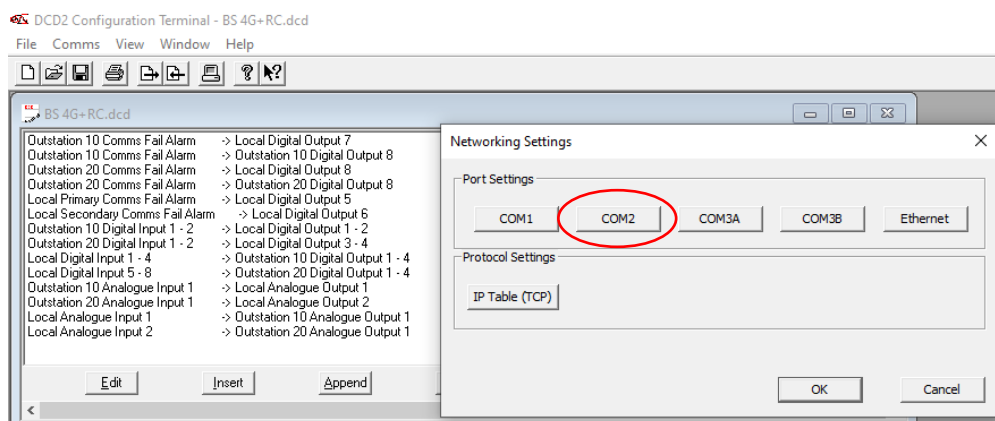 DCD2 Configuration Terminal - BS 4G+RC.dcd
File Comms View Window Help
BS 4G+RC.dcd
Outstation 10 Comms Fail Alarm -> Local Digital Output 7
Outstation 10 Comms Fail Alarm -> Outstation 10 Digital Output 8
Outstation 20 Comms Fail Alarm -> Local Digital Output 8
Outstation 20 Comms Fail Alarm -> Outstation 20 Digital Output 8
Local Primary Comms Fail Alarm -> Local Digital Output 5
Local Secondary Comms Fail Alarm -> Local Digital Output 6
Outstation 10 Digital Input 1 - 2 -> Local Digital Output 1 - 2
Outstation 20 Digital Input 1 - 2 -> Local Digital Output 3 - 4
Local Digital Input 1 - 4 -> Outstation 10 Digital Output 1 - 4
Local Digital Input 5 - 8 -> Outstation 20 Digital Output 1 - 4
Outstation 10 Analogue Input 1 -> Local Analogue Output 1
Outstation 20 Analogue Input 1 -> Local Analogue Output 2
Local Analogue Input 1 -> Outstation 10 Analogue Output 1
Local Analogue Input 2 -> Outstation 20 Analogue Output 1
Edit Insert Append
Networking Settings
Port Settings
COM1 COM2 COM3A COM3B Ethernet
Protocol Settings
IP Table (TCP)
OK Cancel